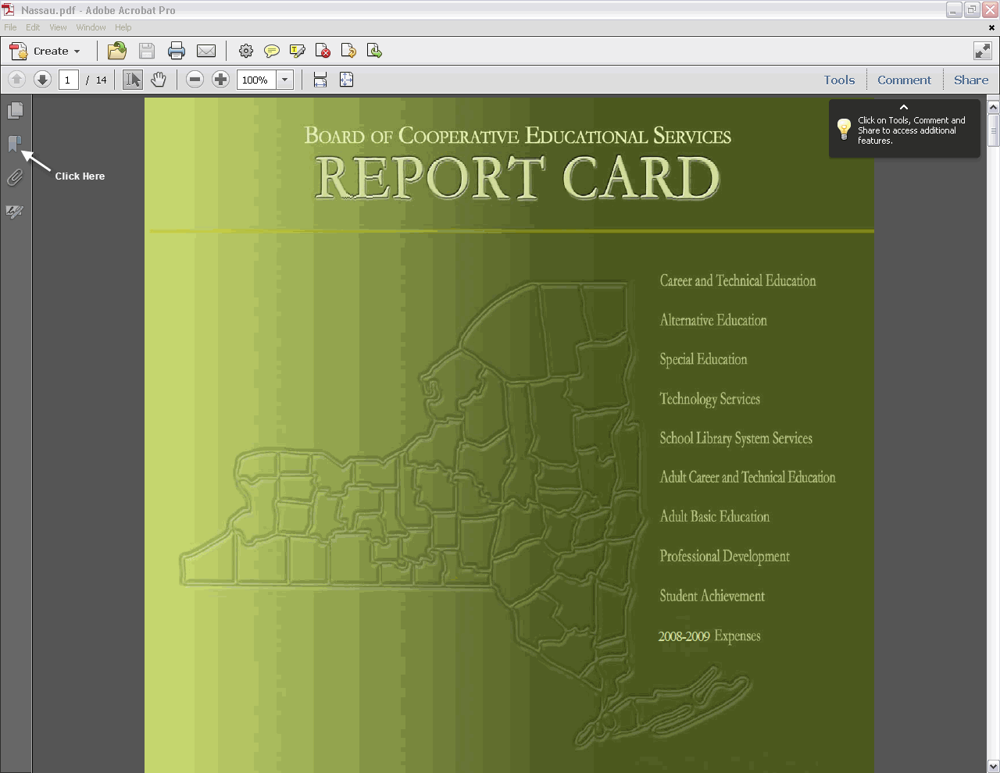 Nassau.pdf - Adobe Acrobat Pro
File Edit View Window Help
Create
1 / 14 100% Tools Comment Share
Click on Tools, Comment and
Share to access additional
features.
Click Here
BOARD OF COOPERATIVE EDUCATIONAL SERVICES
REPORT CARD
Career and Technical Education
Alternative Education
Special Education
Technology Services
School Library System Services
Adult Career and Technical Education
Adult Basic Education
Professional Development
Student Achievement
2008-2009 Expenses